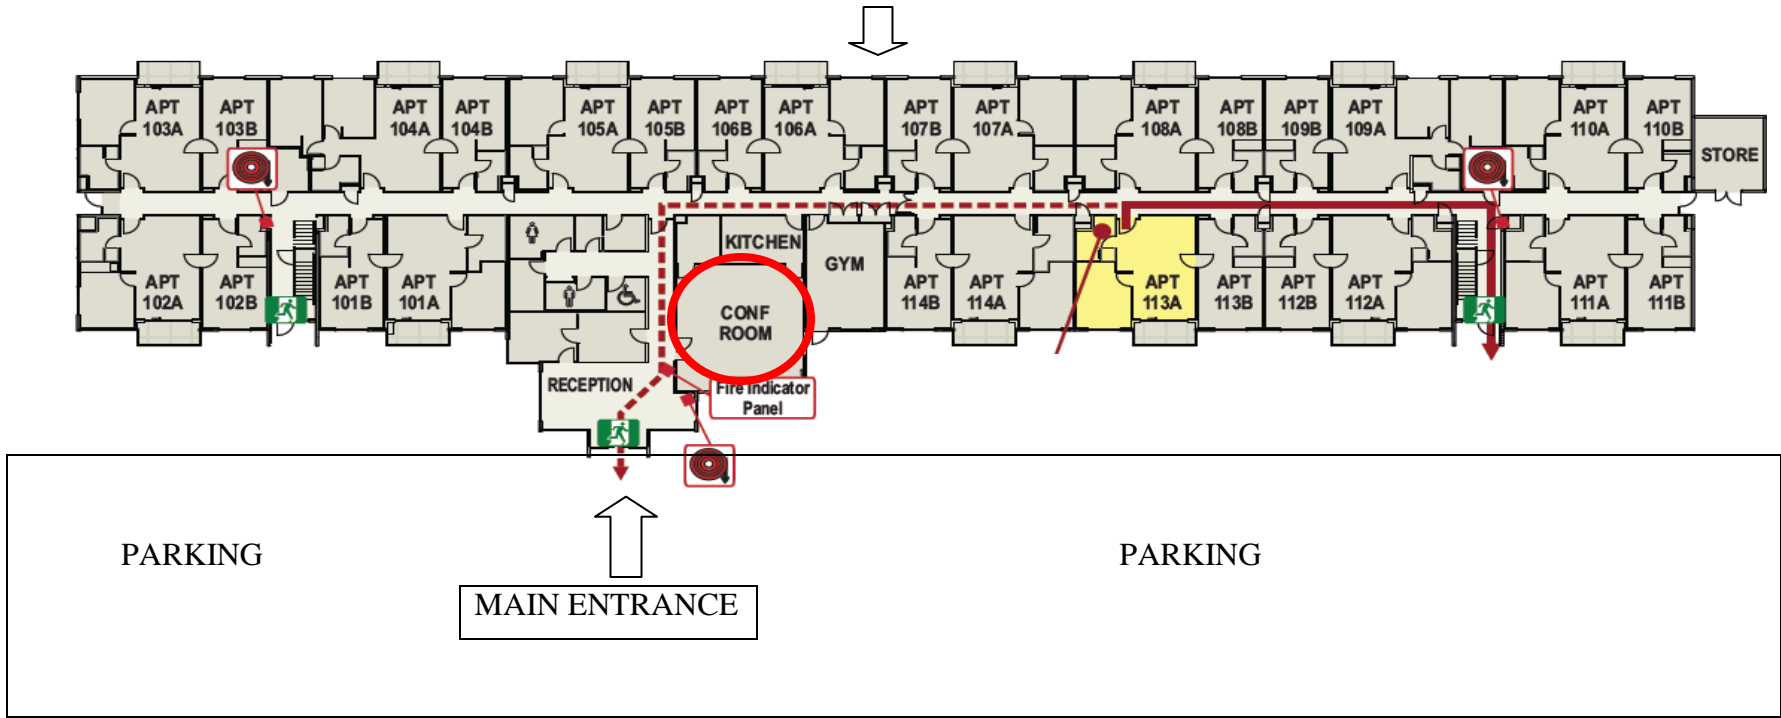 APT 103A
APT 103B
APT 104A
APT 104B
APT 105A
APT 105B
APT 106B
APT 106A
APT 107B
APT 107A
APT 108A
APT 108B
APT 109B
APT 109A
APT 110A
APT 110B
STORE
APT 102A
APT 102B
APT 101B
APT 101A
KITCHEN
GYM
APT 114B
APT 114A
APT 113A
APT 113B
APT 112B
APT 112A
APT 111A
APT 111B
CONF
ROOM
RECEPTION
Fire Indicator
Panel
PARKING
PARKING
MAIN ENTRANCE